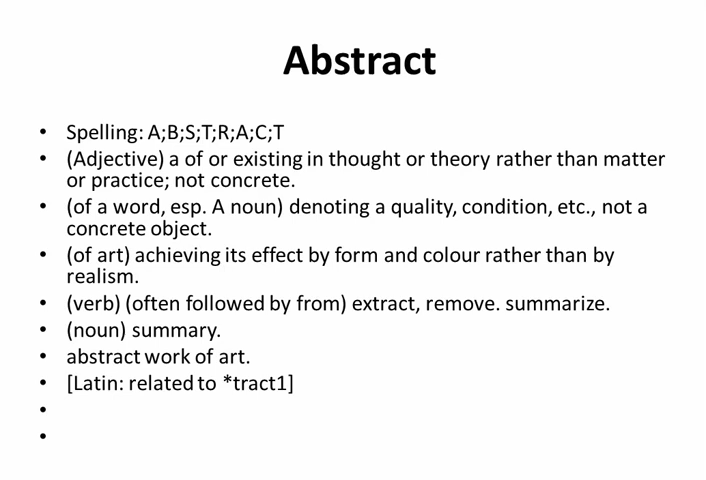 Abstract
• Spelling: A;B;S;T;R;A;C;T
• (Adjective) a of or existing in thought or theory rather than matter
or practice; not concrete.
• (of a word, esp. A noun) denoting a quality, condition, etc., not a
concrete object.
• (of art) achieving its effect by form and colour rather than by
realism.
• (verb) (often followed by from) extract, remove. summarize.
• (noun) summary.
• abstract work of art.
• [Latin: related to *tract1]
•
•